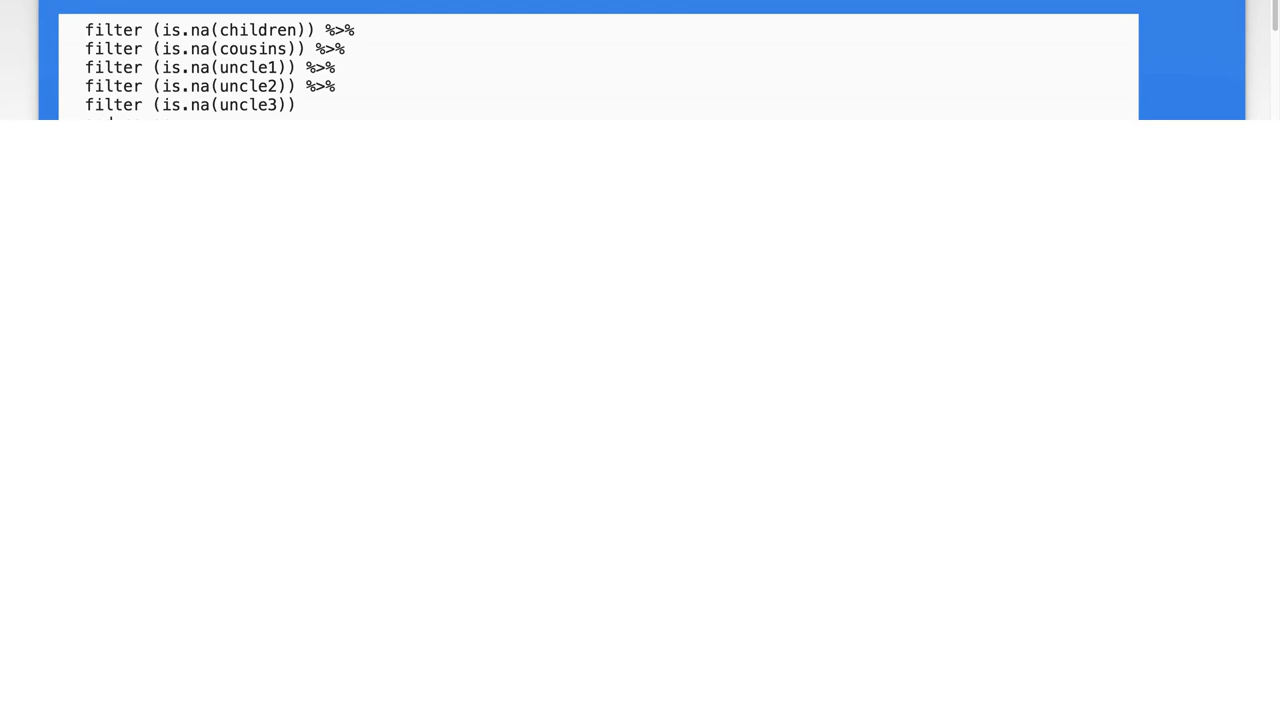 filter (is.na(children)) %>%
filter (is.na(cousins)) %>%
filter (is.na(uncle1)) %>%
filter (is.na(uncle2)) %>%
filter (is.na(uncle3))